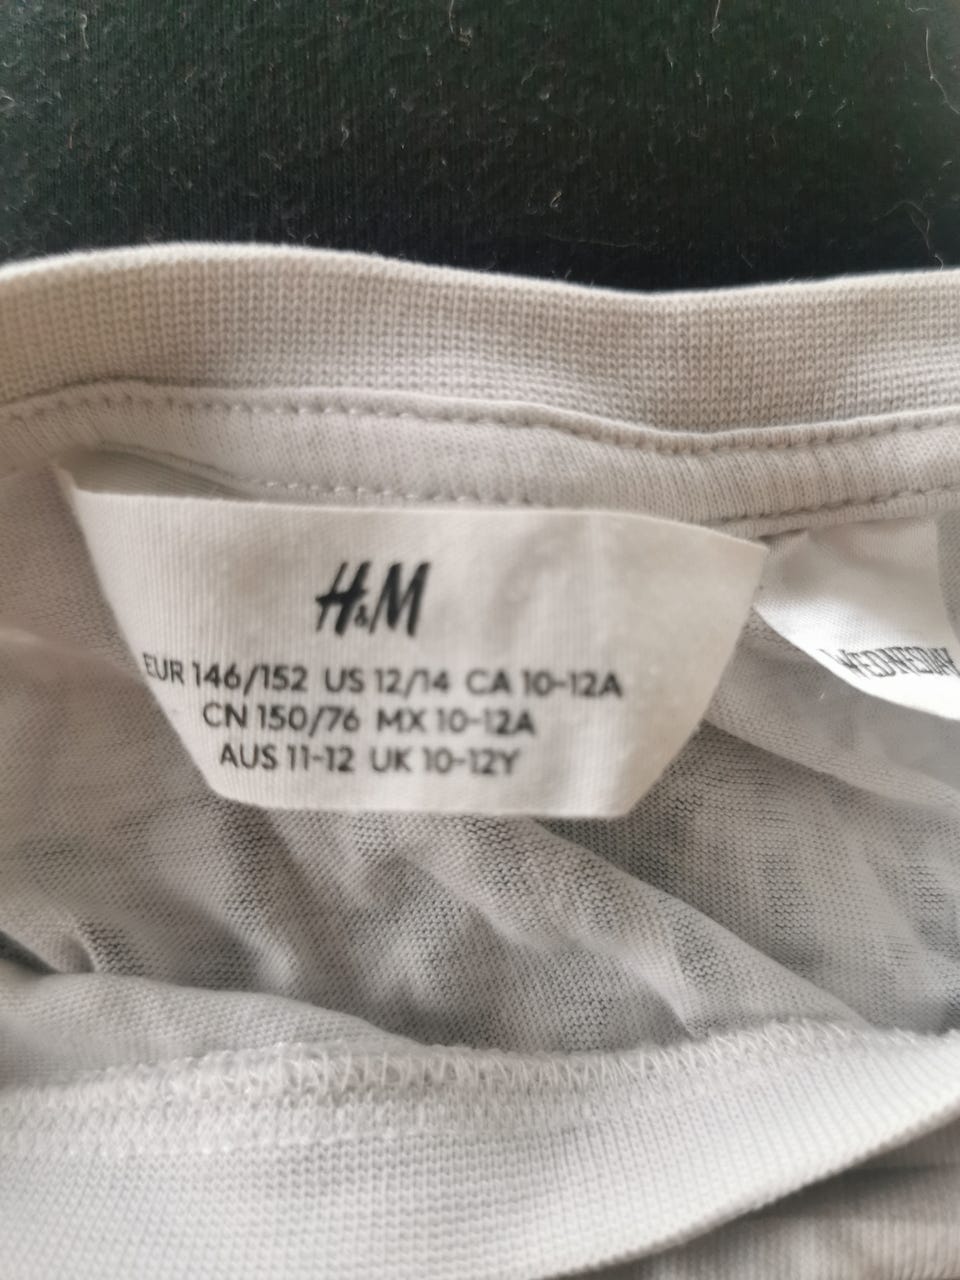 H&M
EUR 146/152 US 12/14 CA 10-12A
CN 150/76 MX 10-12A
AUS 11-12 UK 10-12Y
WEDNESDAY